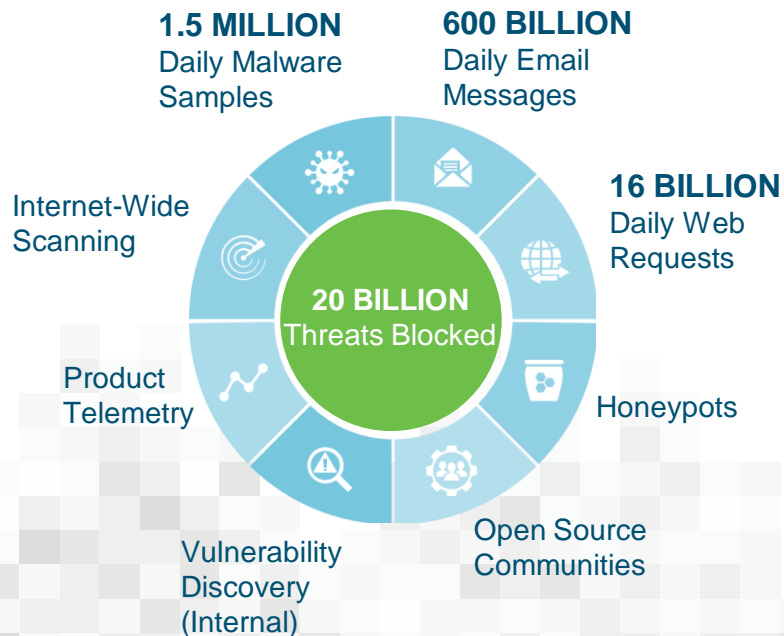 1.5 MILLION
Daily Malware
Samples
600 BILLION
Daily Email
Messages
16 BILLION
Daily Web
Requests
Internet-Wide
Scanning
20 BILLION
Threats Blocked
Product
Telemetry
Honeypots
Vulnerability
Discovery
(Internal)
Open Source
Communities